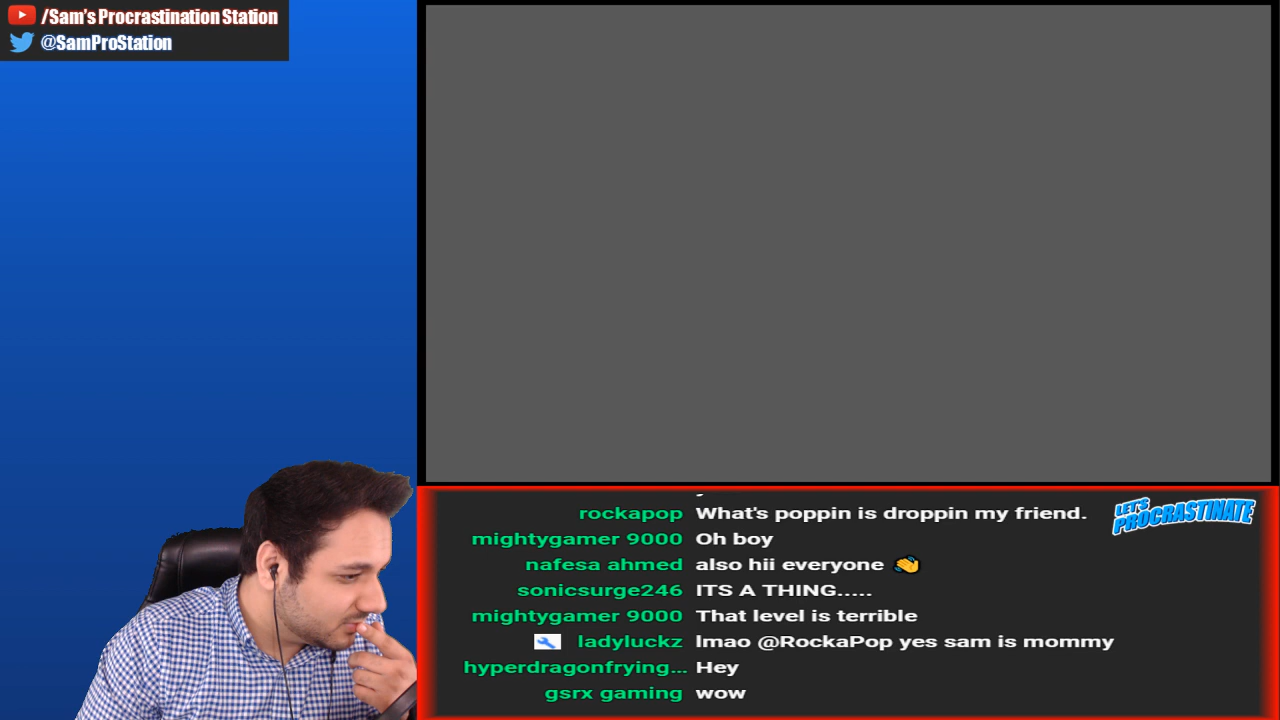 /Sam's Procrastination Station
@SamProStation
rockapop What's poppin is droppin my friend.
LET'S PROCRASTINATE
mightygamer 9000 Oh boy
nafesa ahmed also hii everyone 👋
sonicsurge246 ITS A THING.....
mightygamer 9000 That level is terrible
ladyluckz lmao @RockaPop yes sam is mommy
hyperdragonfrying... Hey
gsrx gaming wow